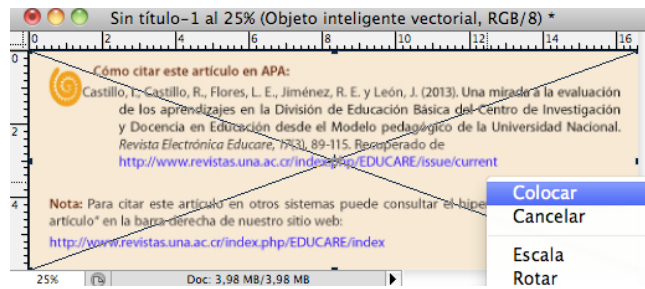 Sin título-1 al 25% (Objeto inteligente vectorial, RGB/8) *
0 2 4 6 8 10 12 14 16
0
Cómo citar este artículo en APA:
Castillo, I., Castillo, R., Flores, L. E., Jiménez, R. E. y León, J. (2013). Una mirada a la evaluación
de los aprendizajes en la División de Educación Básica del Centro de Investigación
2
y Docencia en Educación desde el Modelo pedagógico de la Universidad Nacional.
Revista Electrónica Educare, 17(3), 89-115. Recuperado de
http://www.revistas.una.ac.cr/index.php/EDUCARE/issue/current
Colocar
4
Nota: Para citar este artículo en otros sistemas puede consultar el hipe
Cancelar
artículo" en la barra derecha de nuestro sitio web:
http://www.revistas.una.ac.cr/index.php/EDUCARE/index
Escala
25% Doc: 3,98 MB/3,98 MB
Rotar